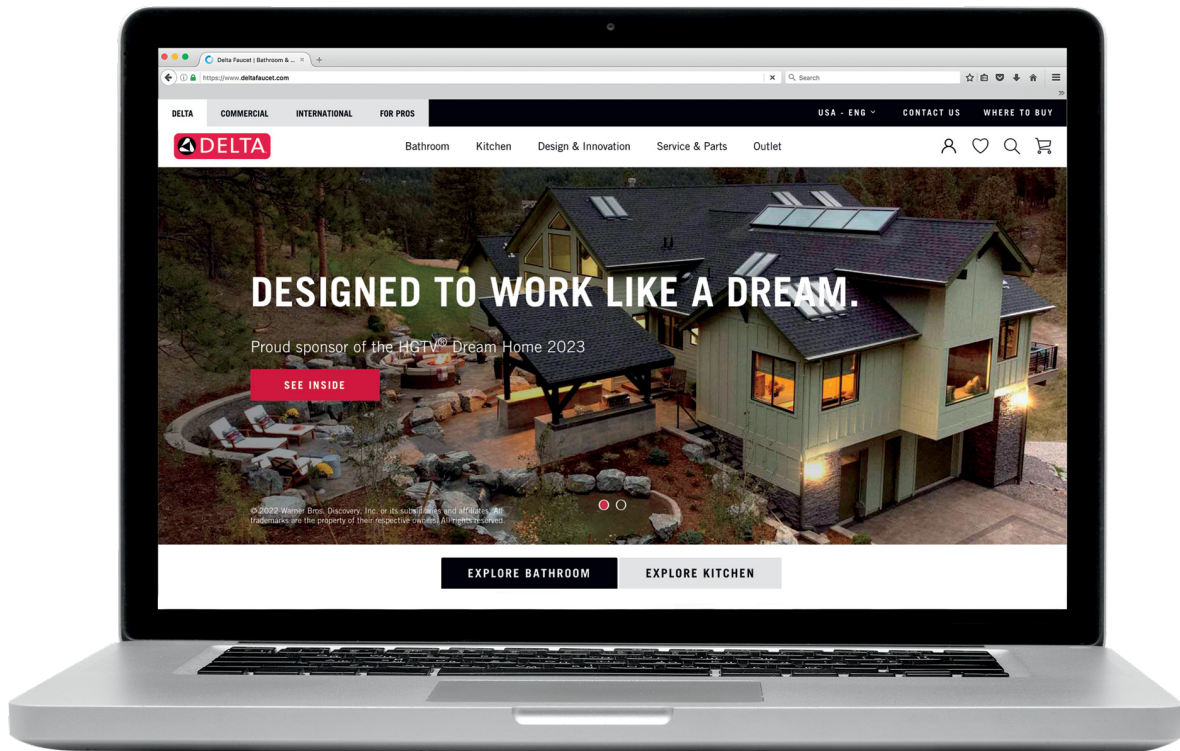 Delta Faucet | Bathroom & ...
https://www.deltafaucet.com
Search
DELTA COMMERCIAL INTERNATIONAL FOR PROS USA - ENG CONTACT US WHERE TO BUY
DELTA Bathroom Kitchen Design & Innovation Service & Parts Outlet
DESIGNED TO WORK LIKE A DREAM.
Proud sponsor of the HGTV® Dream Home 2023
SEE INSIDE
© 2022 Warner Bros. Discovery, Inc. or its subsidiaries and affiliates. All
trademarks are the property of their respective owners. All rights reserved
EXPLORE BATHROOM EXPLORE KITCHEN